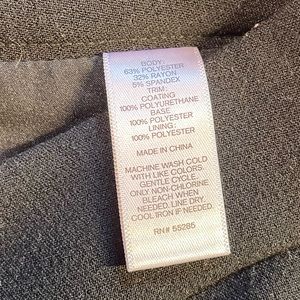 BODY:
63% POLYESTER
32% RAYON
5% SPANDEX
TRIM:
COATING
100% POLYURETHANE
BASE
100% POLYESTER
LINING:
100% POLYESTER
MADE IN CHINA
MACHINE WASH COLD
WITH LIKE COLORS.
GENTLE CYCLE.
ONLY NON-CHLORINE
BLEACH WHEN
NEEDED. LINE DRY.
COOL IRON IF NEEDED.
RN# 55285